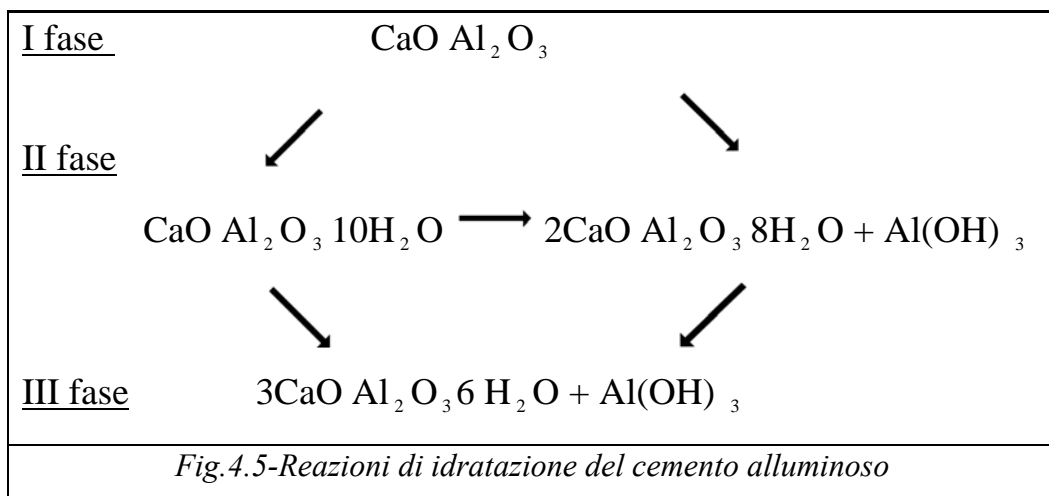 I fase CaO Al₂O₃
II fase
CaO Al₂O₃ 10H₂O 2CaO Al₂O₃ 8H₂O + Al(OH) ₃
III fase 3CaO Al₂O₃ 6 H₂O + Al(OH) ₃
Fig.4.5-Reazioni di idratazione del cemento alluminoso